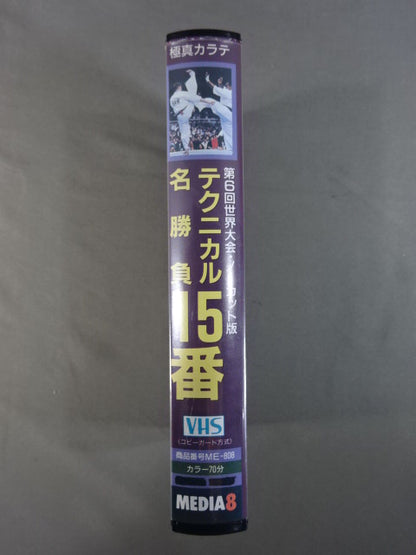 極真カラテ
第6回世界大会・ノーカット版
テクニカル
名勝負
15番
VHS
(コピーガード方式)
商品番号ME-808
カラー70分
MEDIA8